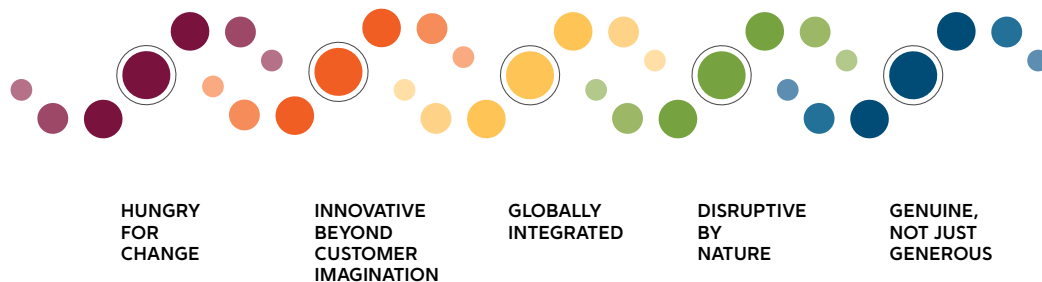 HUNGRY
FOR
CHANGE
INNOVATIVE
BEYOND
CUSTOMER
IMAGINATION
GLOBALLY
INTEGRATED
DISRUPTIVE
BY
NATURE
GENUINE,
NOT JUST
GENEROUS